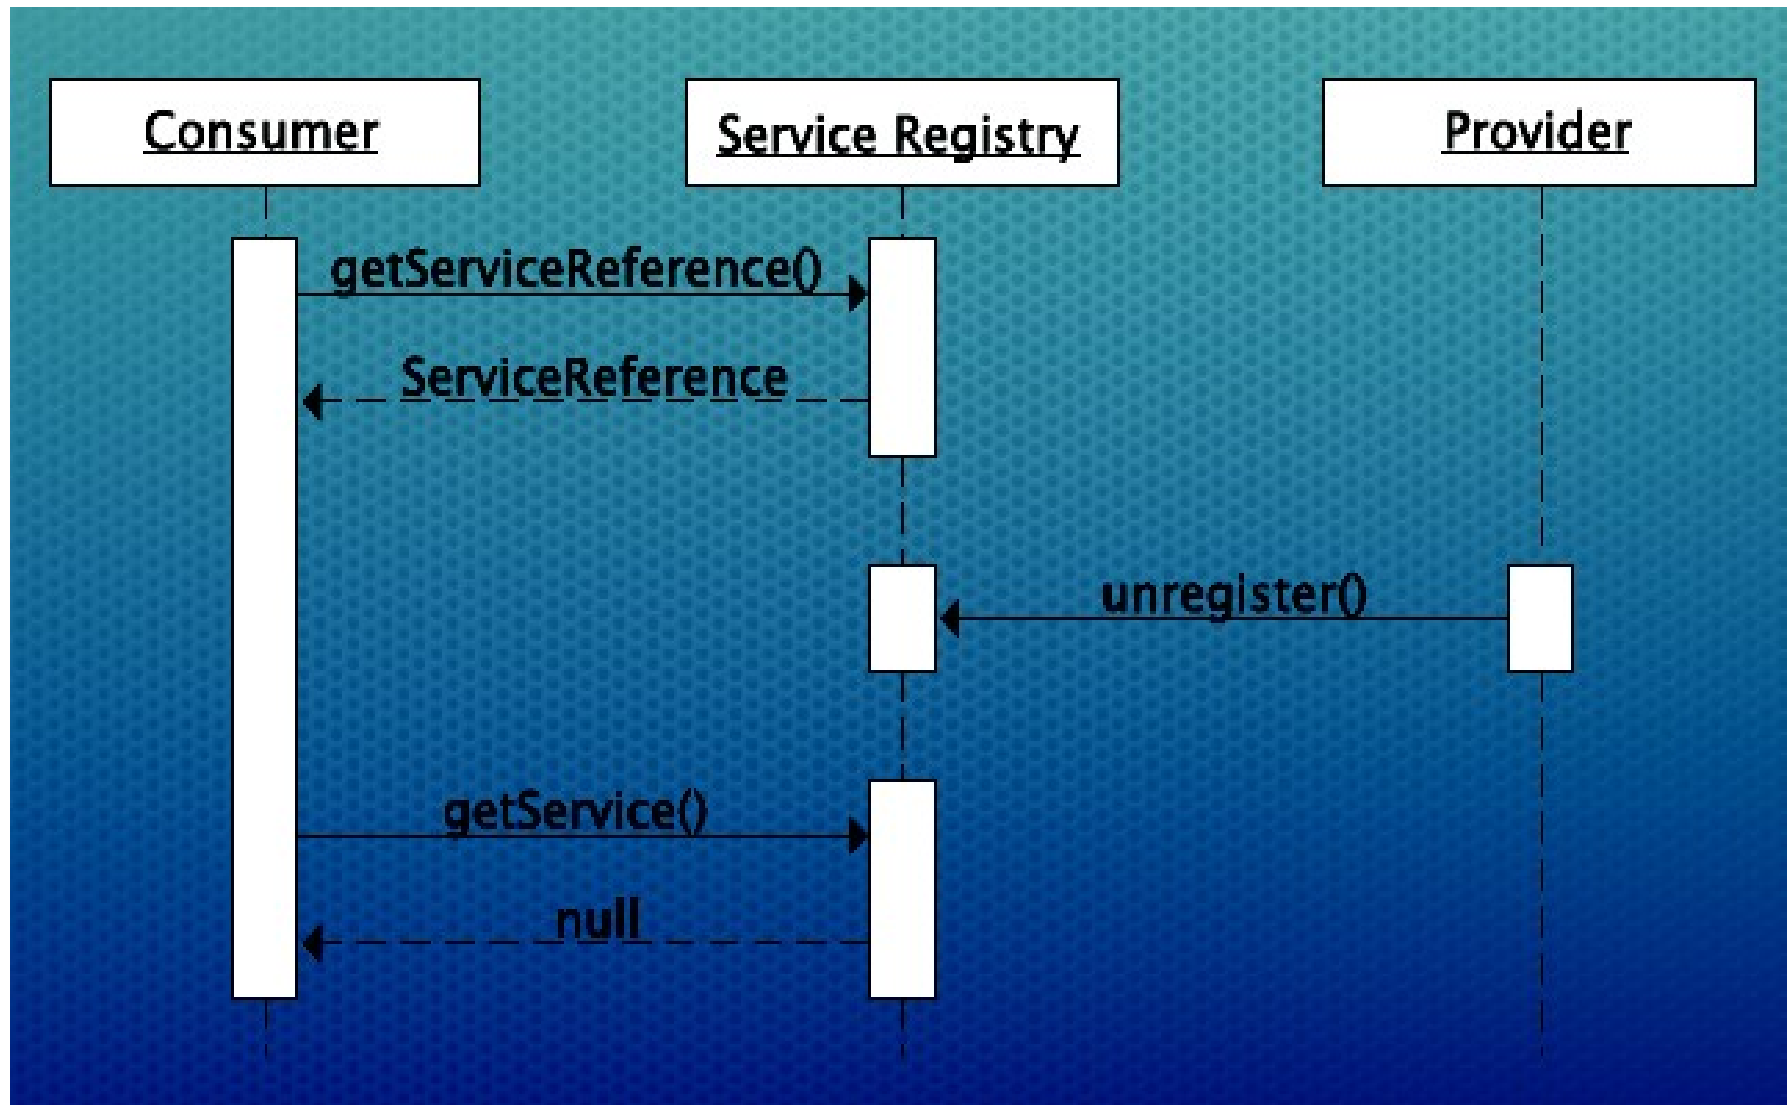 Consumer
Service Registry
Provider
getServiceReference()
ServiceReference
unregister()
getService()
null